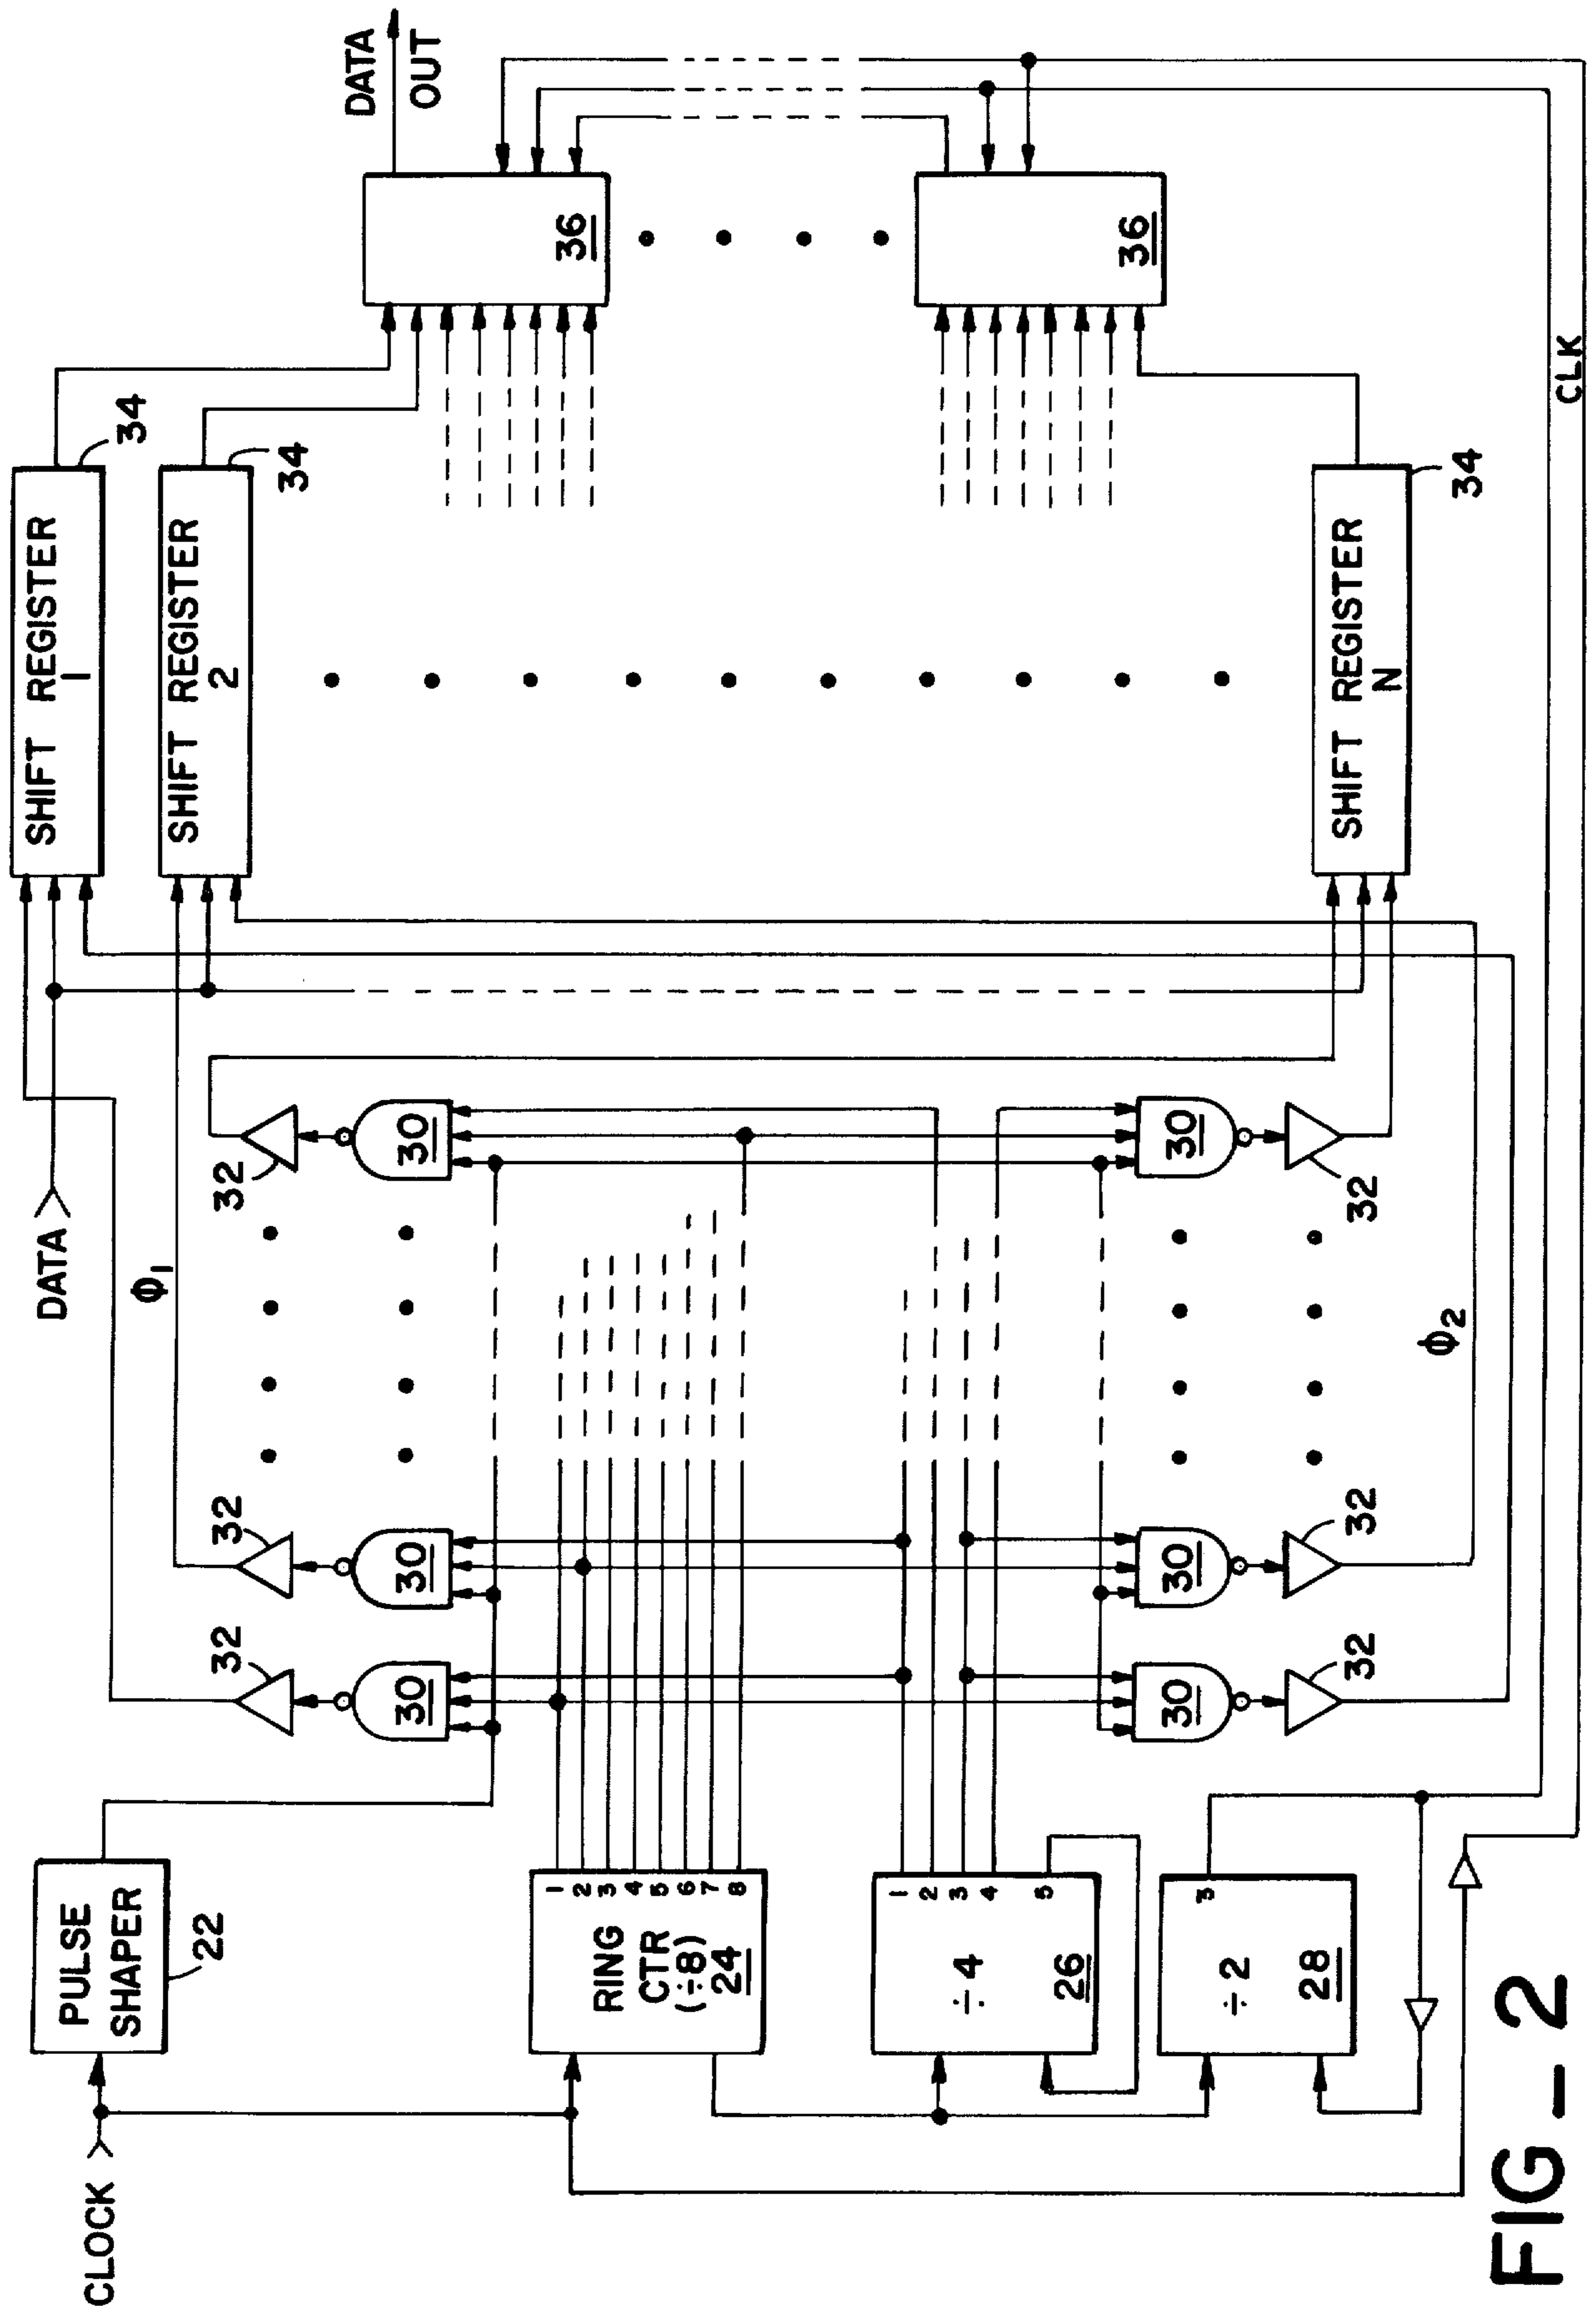 CLOCK
PULSE
SHAPER
22
RING
CTR
(÷8)
24
1
2
3
4
5
6
7
8
÷4
26
1
2
3
4
5
÷2
28
3
32
30
30
32
32
30
30
32
32
30
30
32
DATA
Φ1
Φ2
SHIFT REGISTER
1
34
SHIFT REGISTER
2
34
SHIFT REGISTER
N
34
36
36
DATA
OUT
CLK
FIG-2